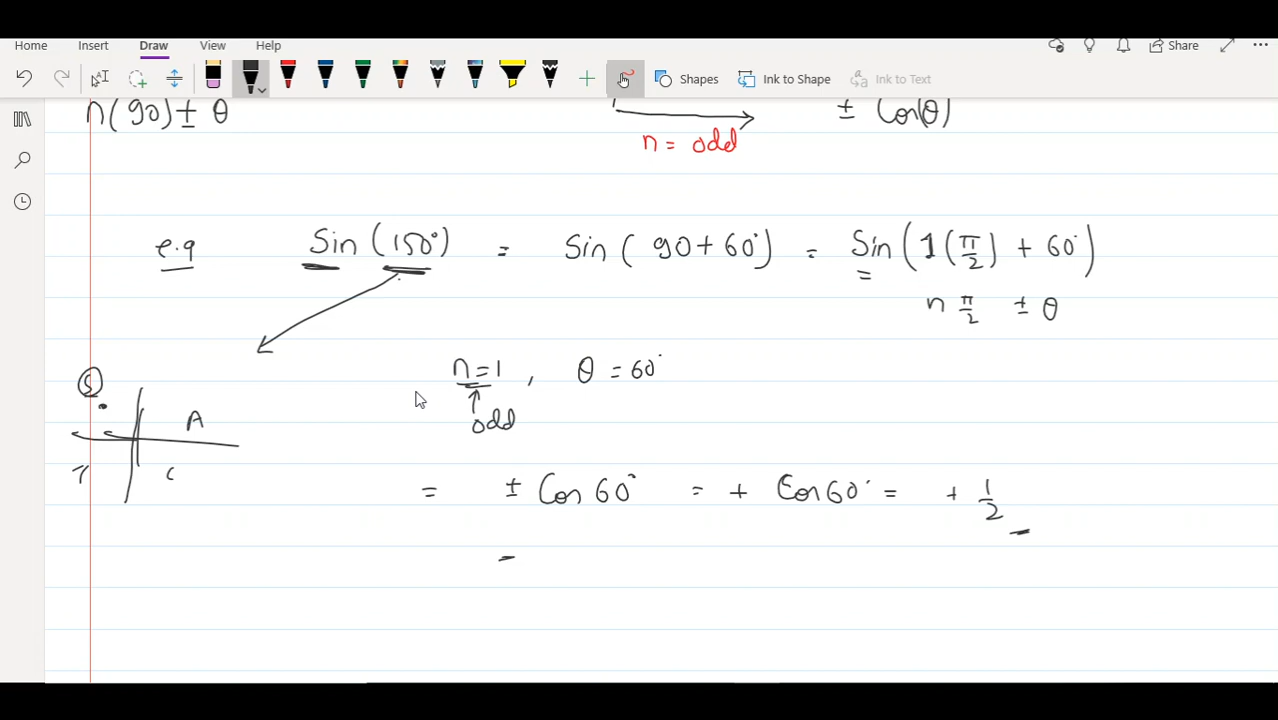 Home Insert Draw View Help
Share
Shapes Ink to Shape Ink to Text
n(90) ± θ ± Cos(θ)
n = odd
e.g Sin (150°) = Sin ( 90+60°) = Sin (1(π/2) + 60°)
n π/2 ± θ
n=1 , θ = 60°
odd
S
A
T C
= ± Cos 60° = + Cos 60° = + 1/2